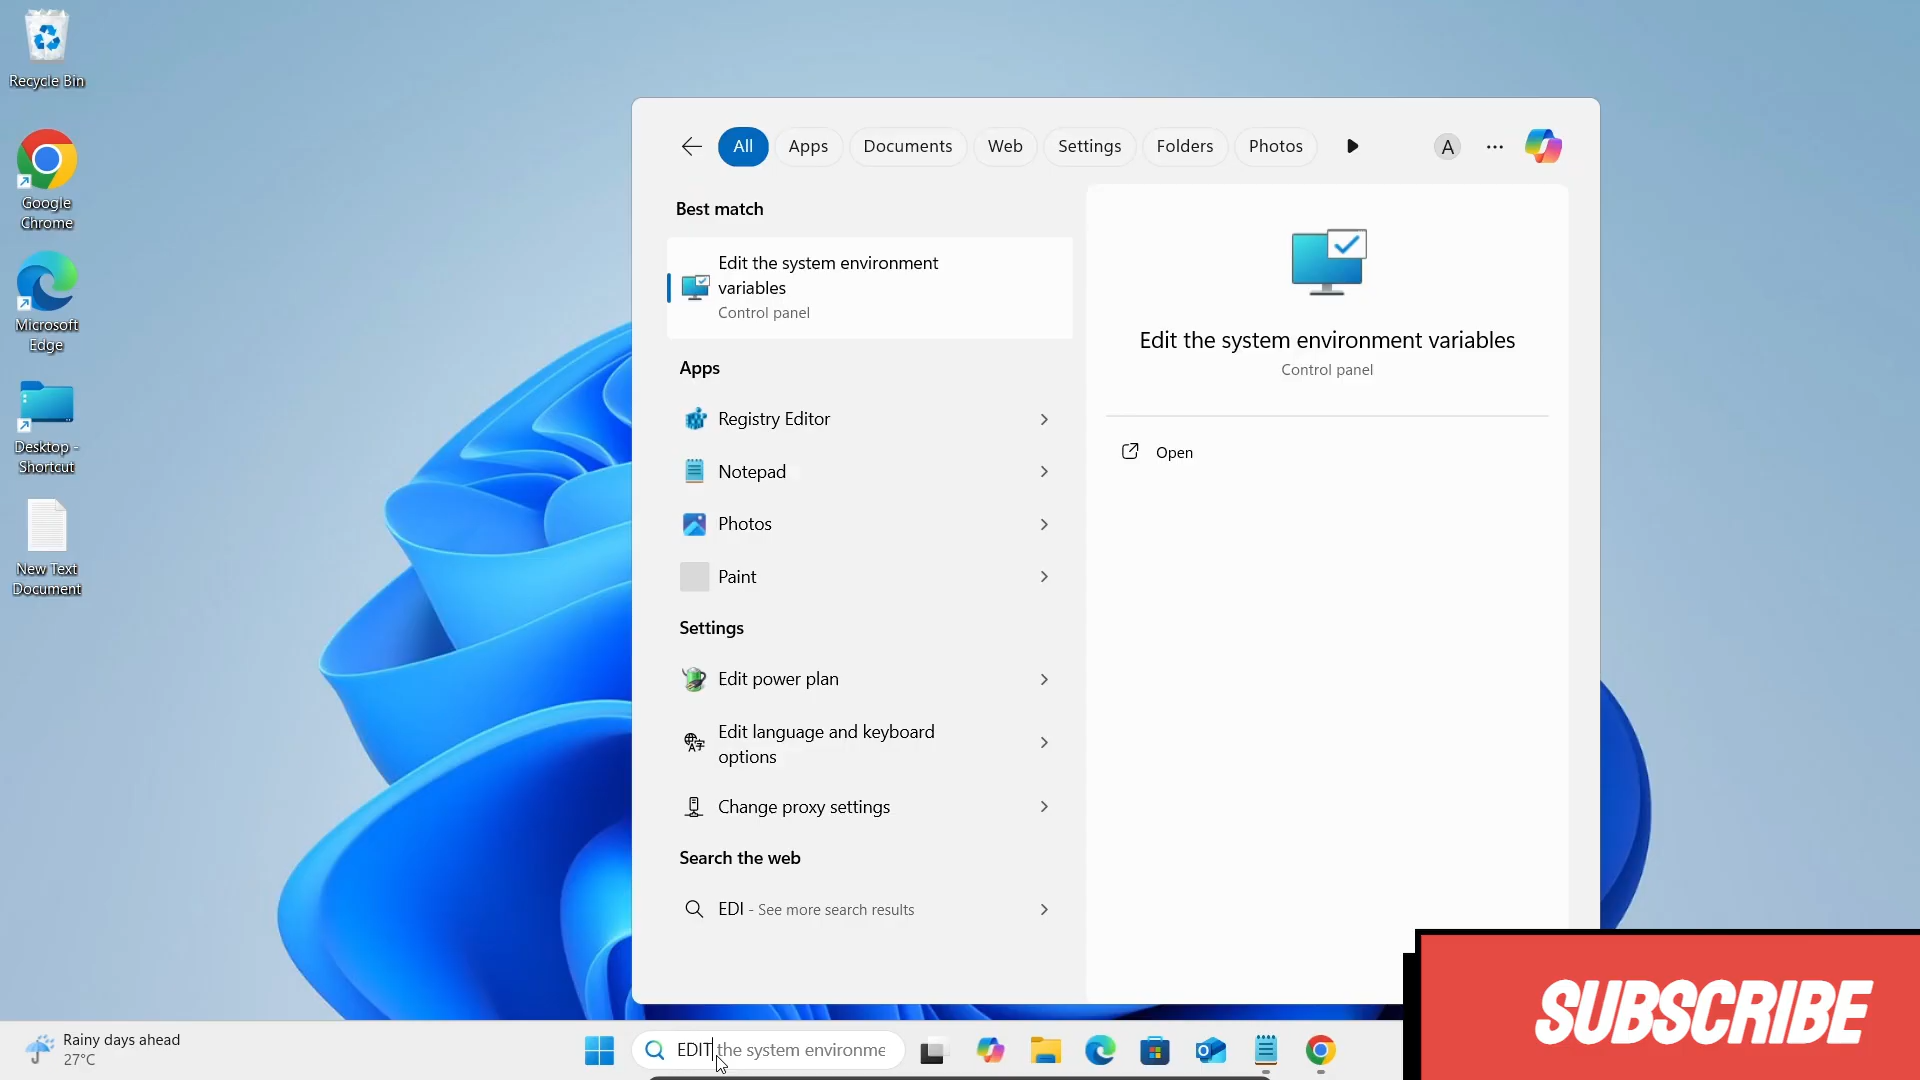 Recycle Bin
Google
Chrome
Microsoft
Edge
Desktop -
Shortcut
New Text
Document
All
Apps
Documents
Web
Settings
Folders
Photos
A
Best match
Edit the system environment
variables
Control panel
Apps
Registry Editor
Notepad
Photos
Paint
Settings
Edit power plan
Edit language and keyboard
options
Change proxy settings
Search the web
EDI - See more search results
Edit the system environment variables
Control panel
Open
SUBSCRIBE
Rainy days ahead
27°C
EDIT the system environme